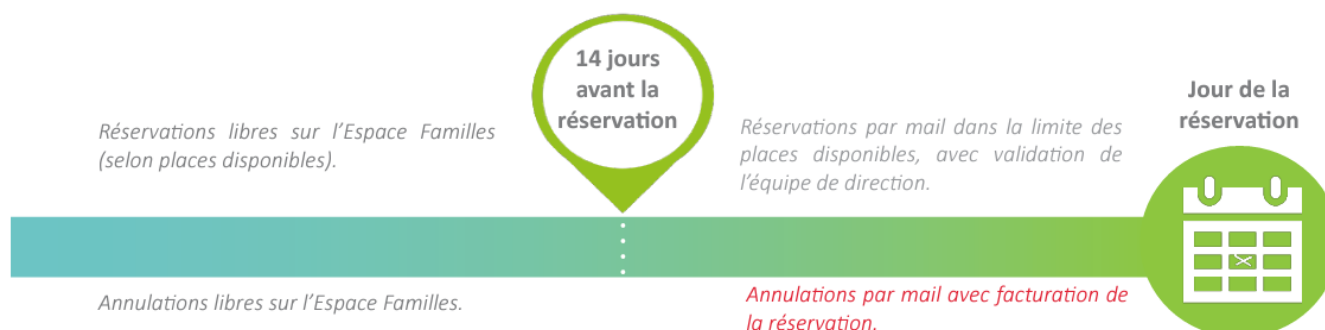 14 jours
avant la
réservation
Jour de la
réservation
Réservations libres sur l'Espace Familles
(selon places disponibles).
Réservations par mail dans la limite des
places disponibles, avec validation de
l'équipe de direction.
Annulations libres sur l'Espace Familles.
Annulations par mail avec facturation de
la réservation.